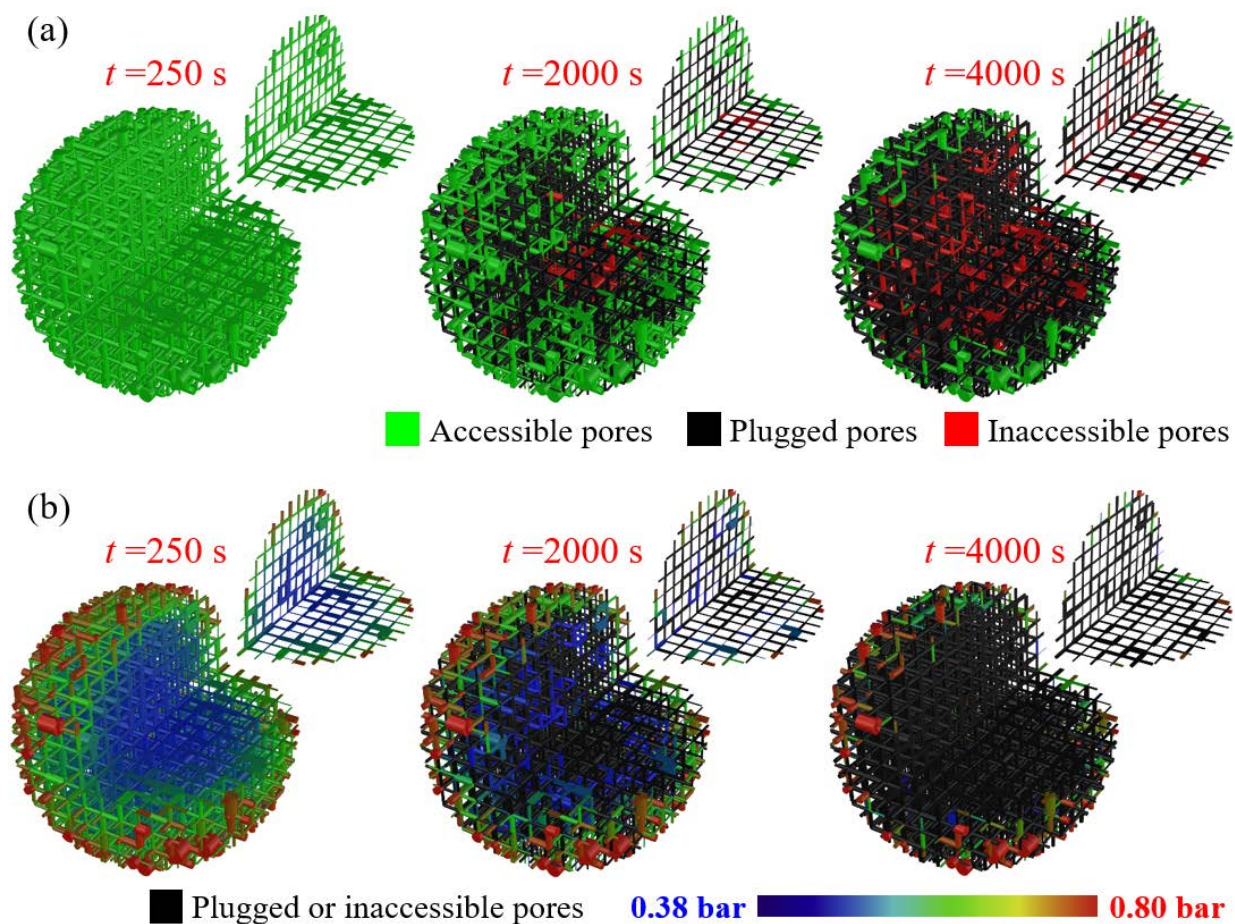 (a)
t =250 s
t =2000 s
t =4000 s
Accessible pores
Plugged pores
Inaccessible pores
(b)
t =250 s
t =2000 s
t =4000 s
Plugged or inaccessible pores
0.38 bar
0.80 bar